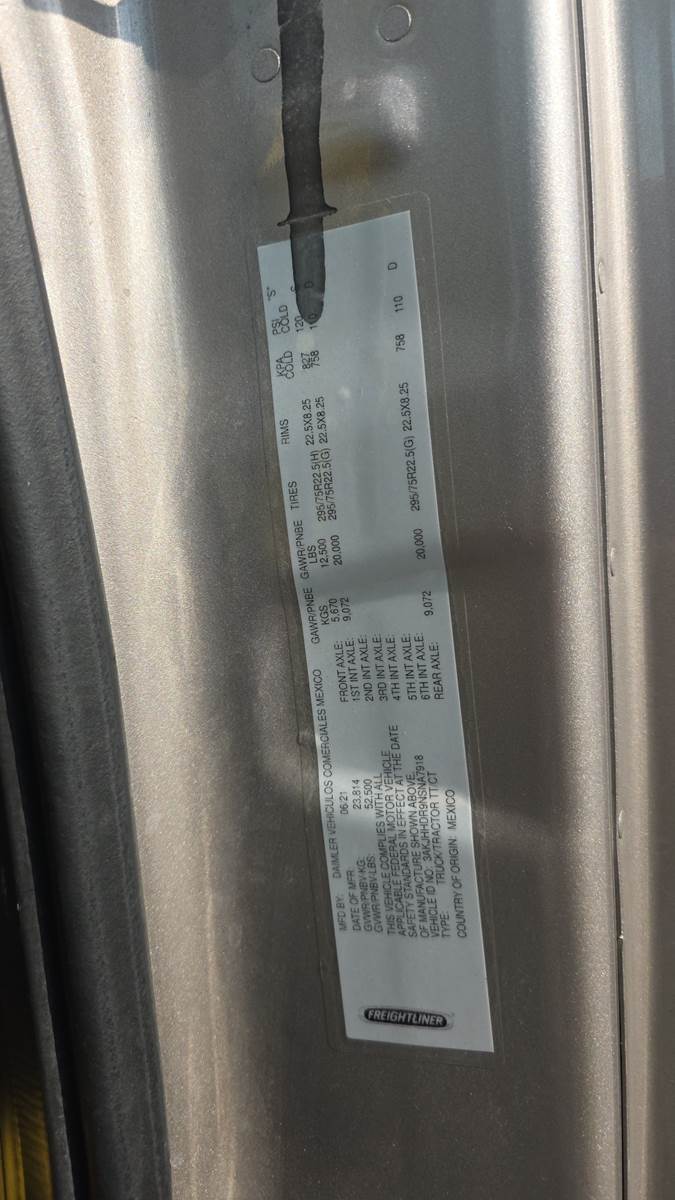 FREIGHTLINER
MFD BY: DAIMLER VEHICULOS COMERCIALES MEXICO
DATE OF MFR 06/21
GVWR/PNBV-KG: 23,814
GVWR/PNBV-LBS: 52,500
THIS VEHICLE COMPLIES WITH ALL
APPLICABLE FEDERAL MOTOR VEHICLE
SAFETY STANDARDS IN EFFECT AT THE DATE
OF MANUFACTURE SHOWN ABOVE.
VEHICLE ID NO: 3AKJHHDR9NSNA7918
TYPE: TRUCK/TRACTOR TT/CT
COUNTRY OF ORIGIN: MEXICO
GAWR/PNBE GAWR/PNBE TIRES RIMS KPA PSI "S"
KGS LBS COLD COLD
FRONT AXLE: 5,670 12,500 295/75R22.5(H) 22.5X8.25 827 120 S
1ST INT AXLE: 9,072 20,000 295/75R22.5(G) 22.5X8.25 758 110 D
2ND INT AXLE:
3RD INT AXLE:
4TH INT AXLE:
5TH INT AXLE:
6TH INT AXLE:
REAR AXLE: 9,072 20,000 295/75R22.5(G) 22.5X8.25 758 110 D